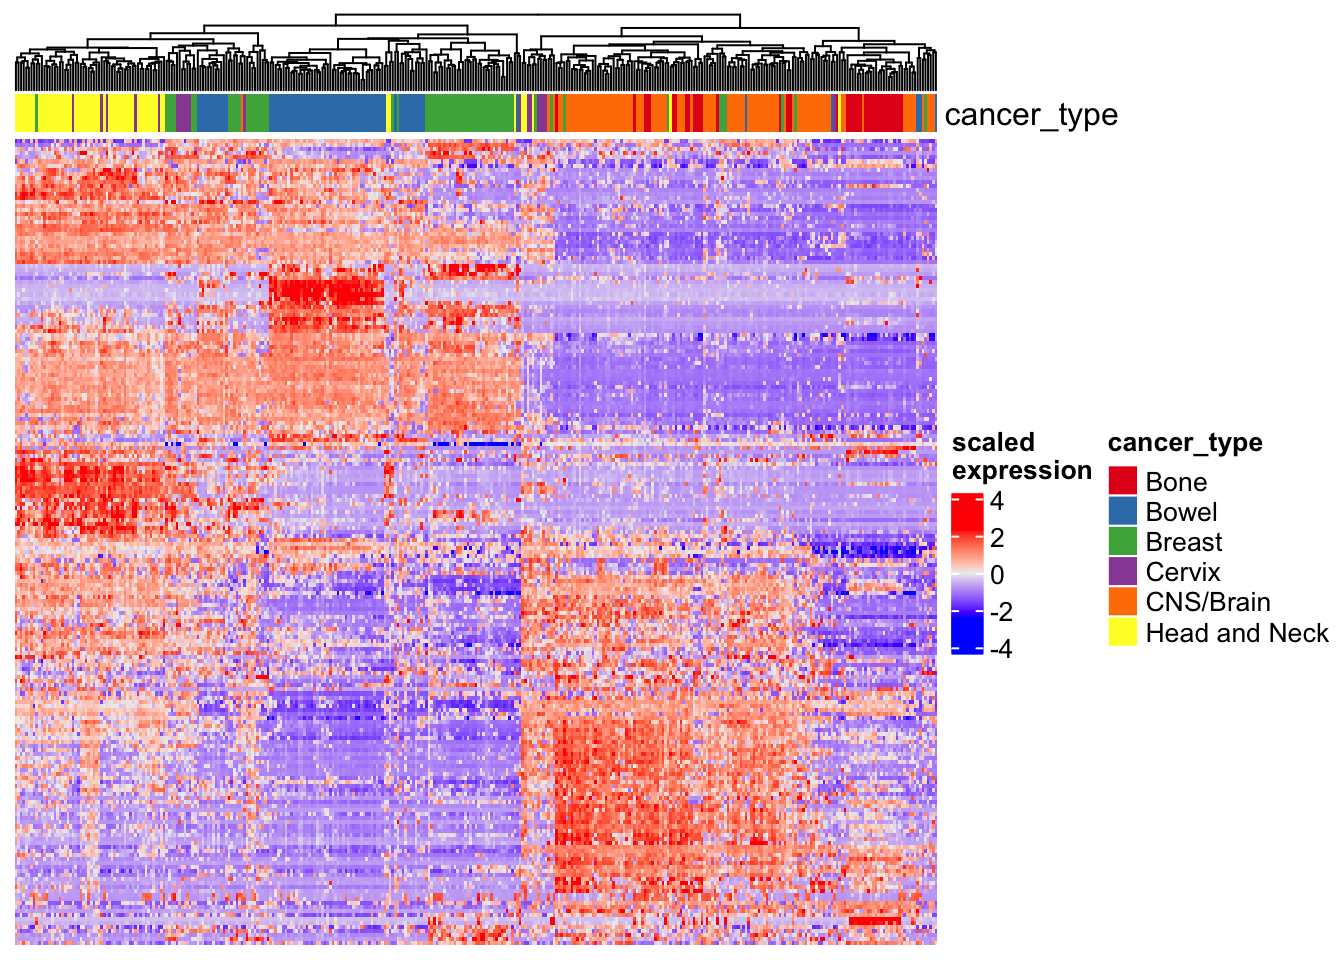 cancer_type
scaled
expression
4
2
0
-2
-4
cancer_type
Bone
Bowel
Breast
Cervix
CNS/Brain
Head and Neck